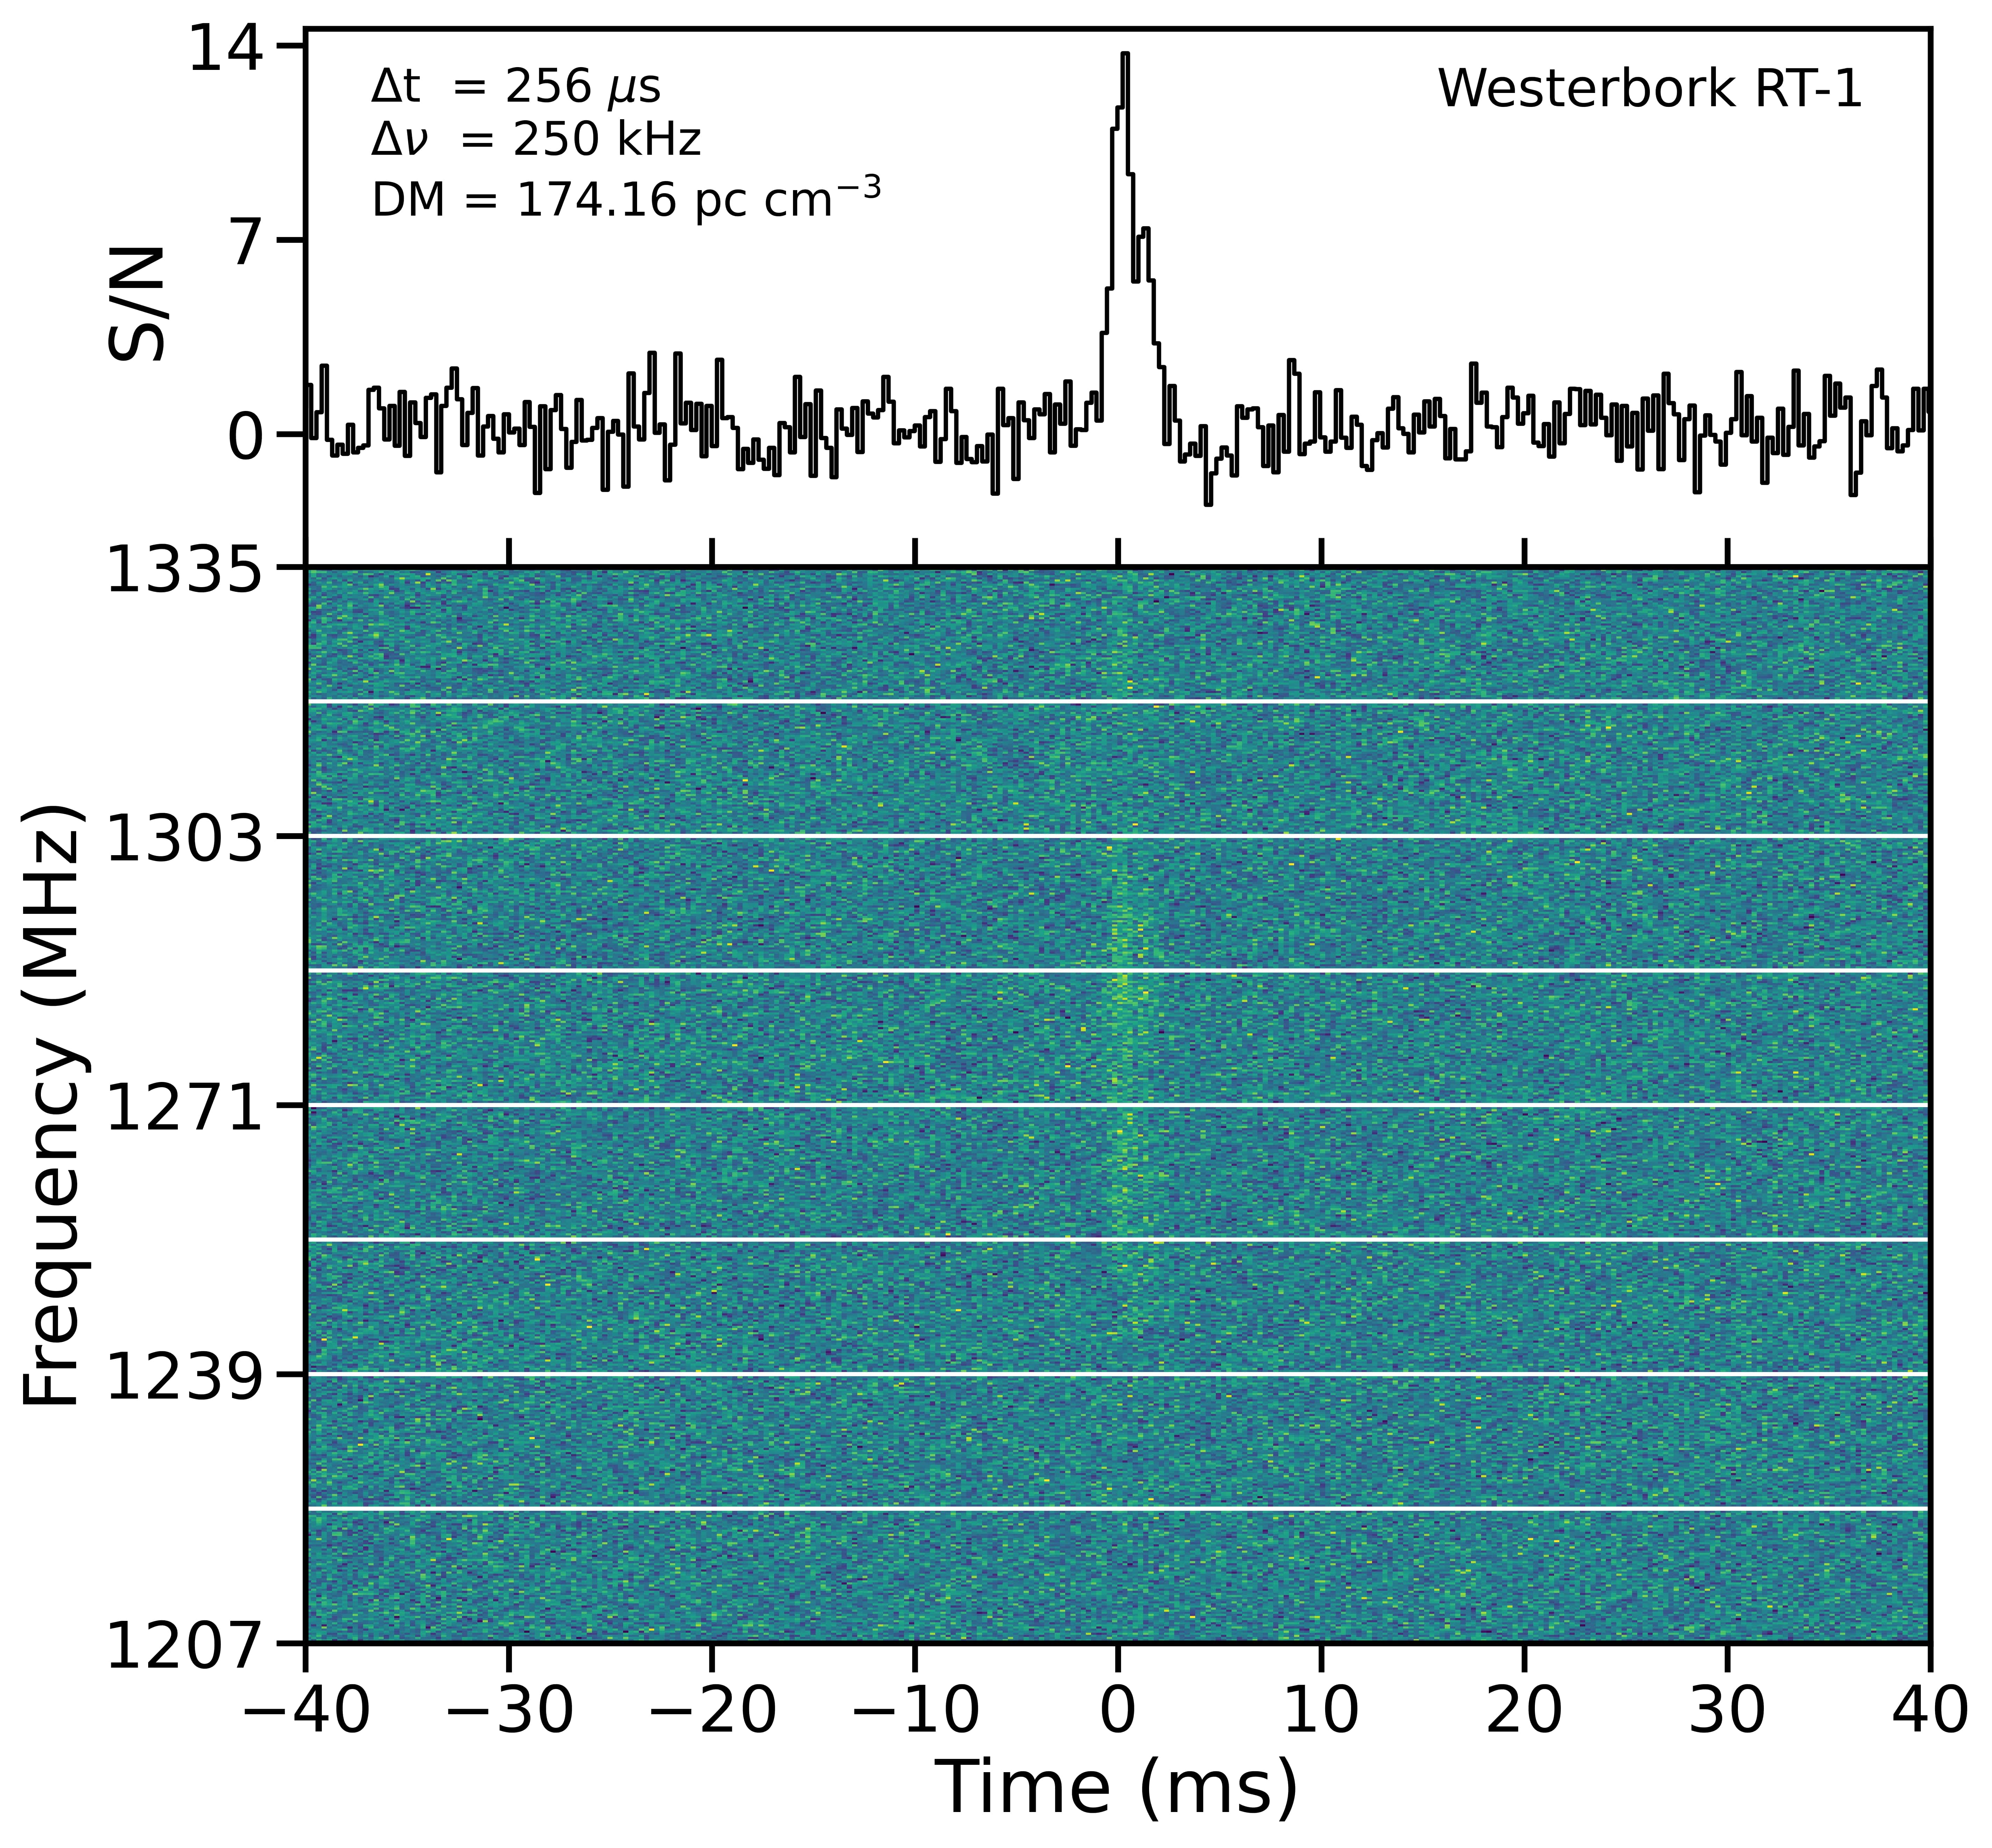 14
7
0
S/N
Δt = 256 μs
Δν = 250 kHz
DM = 174.16 pc cm⁻³
Westerbork RT-1
1335
1303
1271
1239
1207
Frequency (MHz)
−40 −30 −20 −10 0 10 20 30 40
Time (ms)